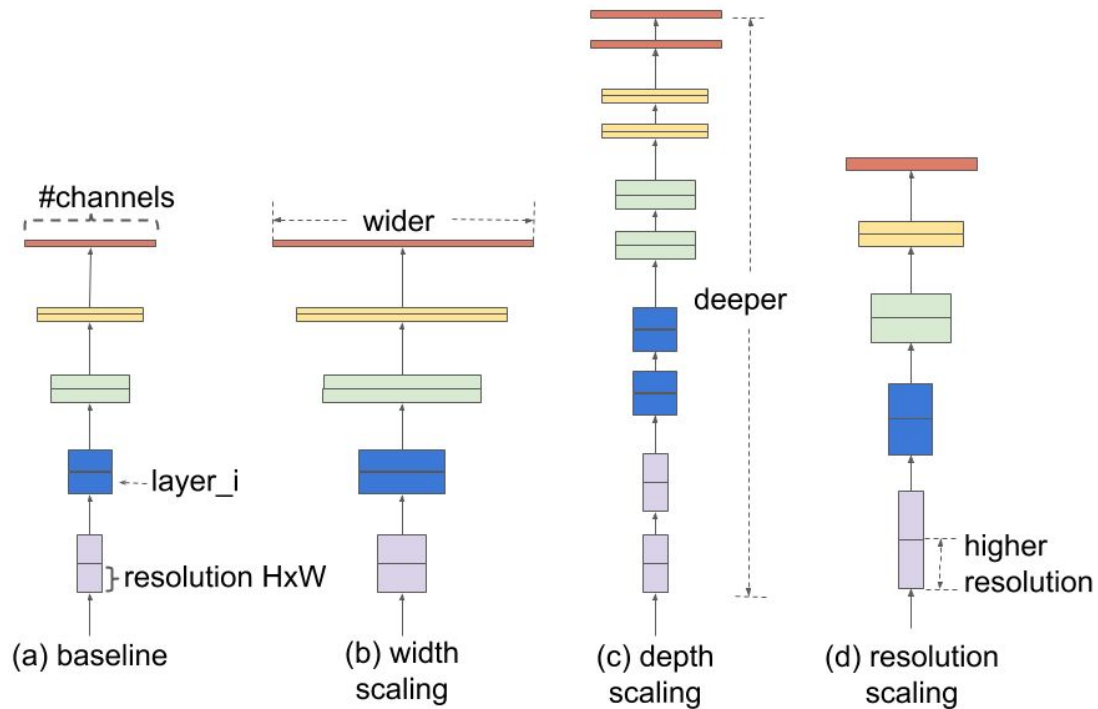 #channels
layer_i
resolution HxW
(a) baseline
wider
(b) width
scaling
deeper
(c) depth
scaling
higher
resolution
(d) resolution
scaling